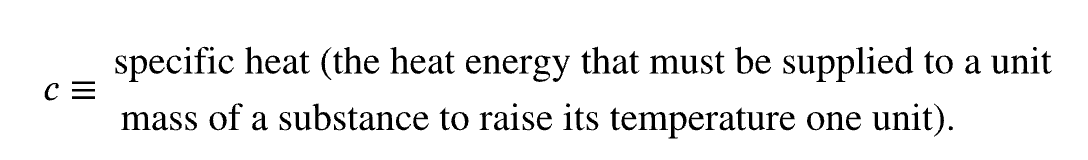 c ≡ specific heat (the heat energy that must be supplied to a unit
mass of a substance to raise its temperature one unit).